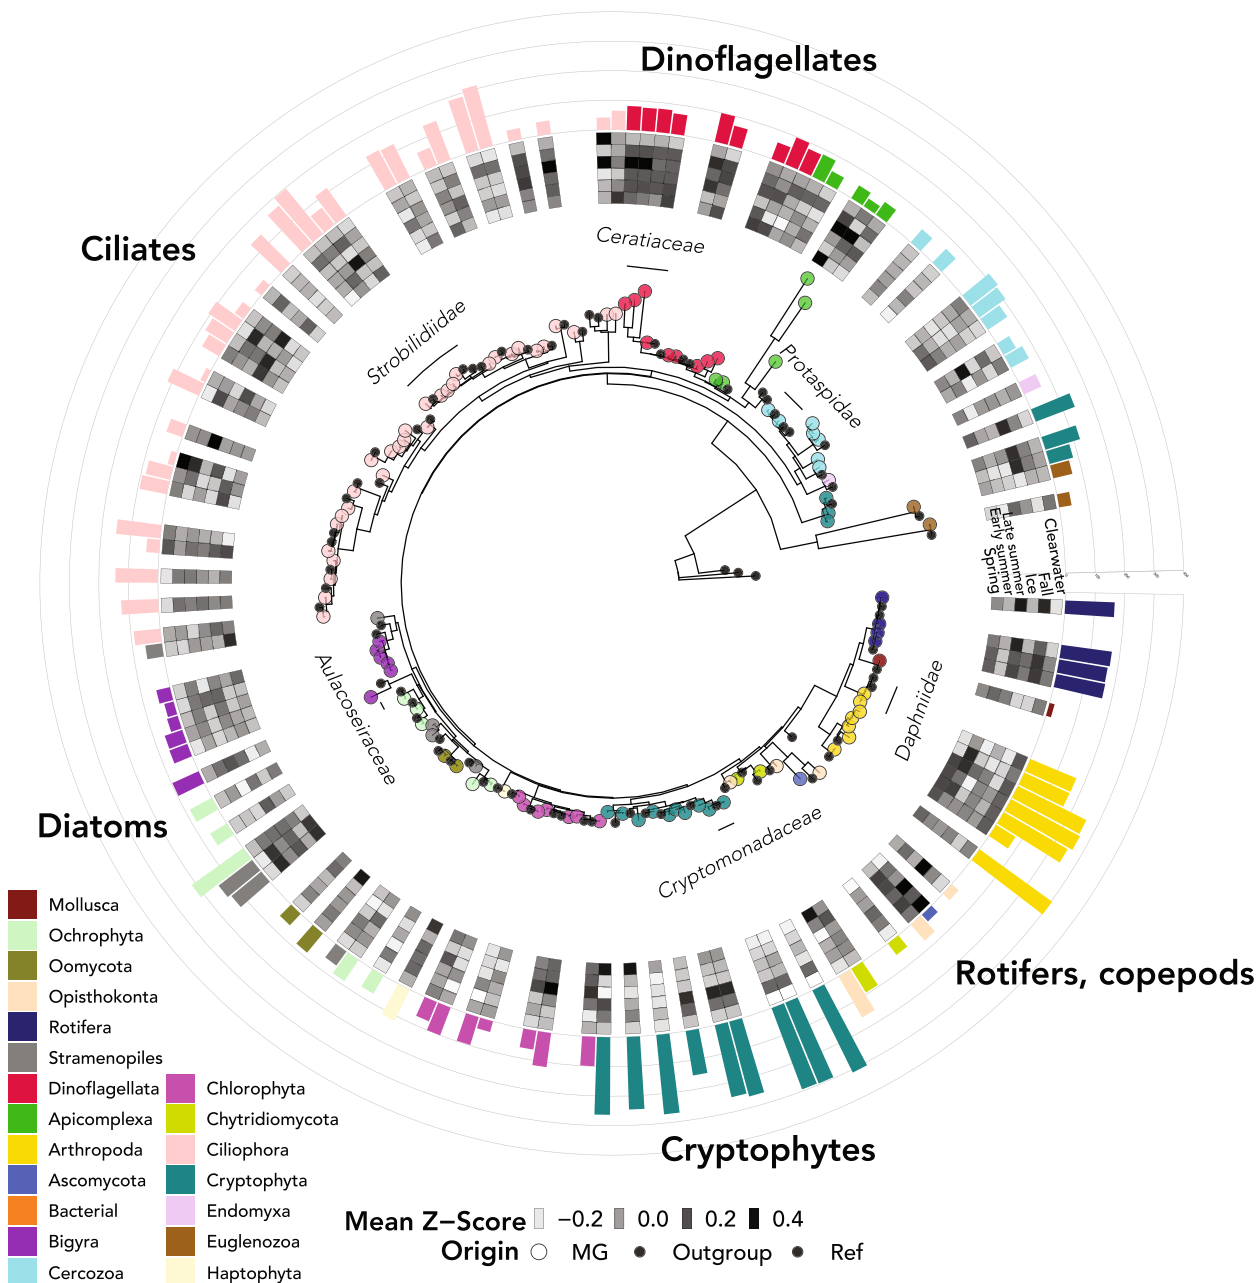 Dinoflagellates
Ciliates
Ceratiaceae
Strobilidiidae
Protaspidae
Clearwater
Fall
Ice
Late summer
Early summer
Spring
Aulacoseiraceae
Daphniidae
Diatoms
Cryptomonadaceae
Rotifers, copepods
Cryptophytes
Mollusca
Ochrophyta
Oomycota
Opisthokonta
Rotifera
Stramenopiles
Dinoflagellata
Apicomplexa
Arthropoda
Ascomycota
Bacterial
Bigyra
Cercozoa
Chlorophyta
Chytridiomycota
Ciliophora
Cryptophyta
Endomyxa
Euglenozoa
Haptophyta
Mean Z−Score −0.2 0.0 0.2 0.4
Origin MG Outgroup Ref